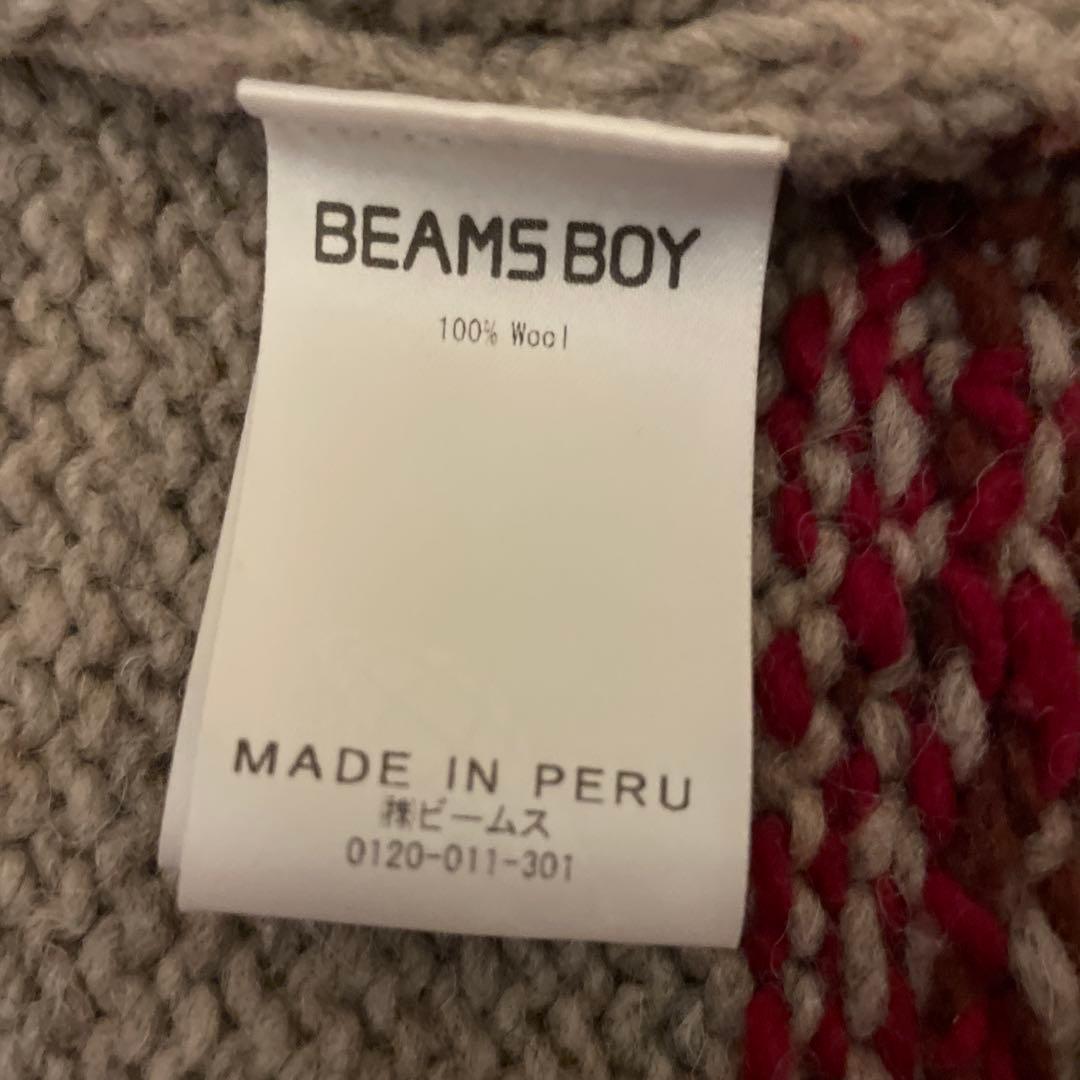 BEAMS BOY
100% Wool
MADE IN PERU
㈱ビームス
0120-011-301